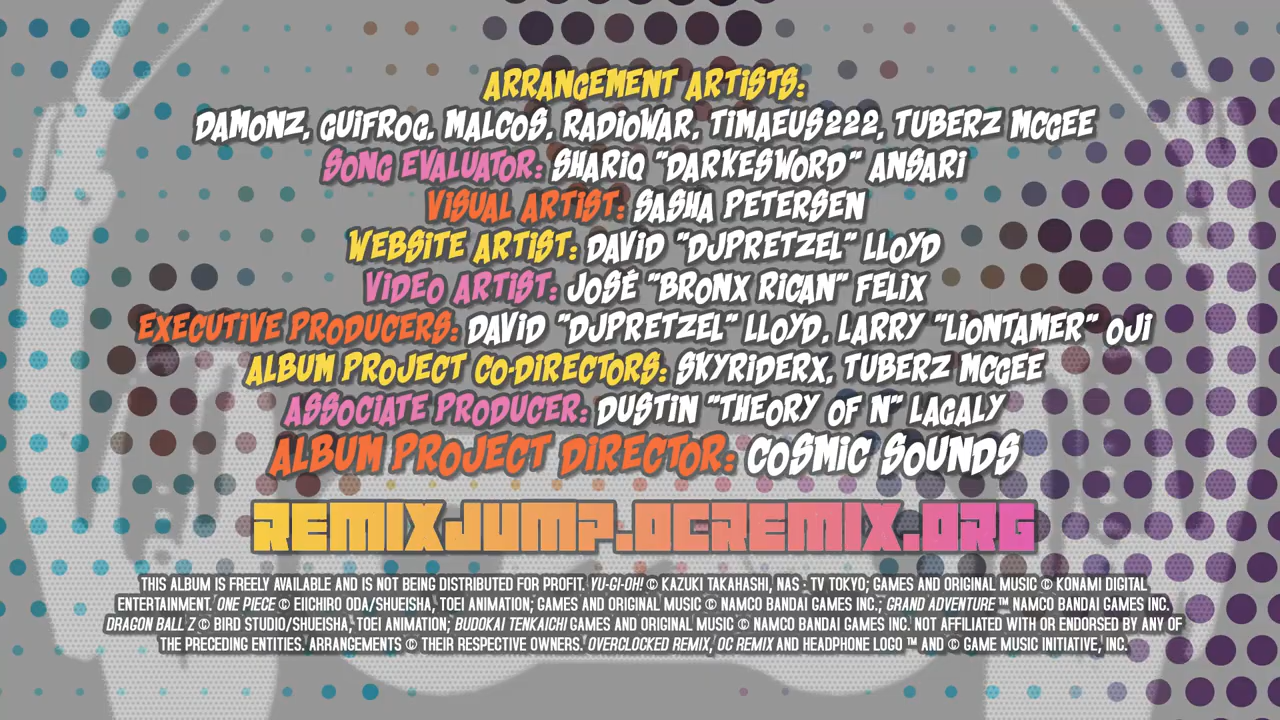 ARRANGEMENT ARTISTS:
DAMONZ, GUIFROG, MALCOS, RADIOWAR, TIMAEUS222, TUBERZ MCGEE
SONG EVALUATOR: SHARIQ "DARKESWORD" ANSARI
VISUAL ARTIST: SASHA PETERSEN
WEBSITE ARTIST: DAVID "DJPRETZEL" LLOYD
VIDEO ARTIST: JOSÉ "BRONX RICAN" FELIX
EXECUTIVE PRODUCERS: DAVID "DJPRETZEL" LLOYD, LARRY "LIONTAMER" OJI
ALBUM PROJECT CO-DIRECTORS: SKYRIDERX, TUBERZ MCGEE
ASSOCIATE PRODUCER: DUSTIN "THEORY OF N" LAGALY
ALBUM PROJECT DIRECTOR: COSMIC SOUNDS
REMIXJUMP.OCREMIX.ORG
THIS ALBUM IS FREELY AVAILABLE AND IS NOT BEING DISTRIBUTED FOR PROFIT. YU-GI-OH! © KAZUKI TAKAHASHI, NAS · TV TOKYO; GAMES AND ORIGINAL MUSIC © KONAMI DIGITAL
ENTERTAINMENT. ONE PIECE © EIICHIRO ODA/SHUEISHA, TOEI ANIMATION; GAMES AND ORIGINAL MUSIC © NAMCO BANDAI GAMES INC.; GRAND ADVENTURE ™ NAMCO BANDAI GAMES INC.
DRAGON BALL Z © BIRD STUDIO/SHUEISHA, TOEI ANIMATION; BUDOKAI TENKAICHI GAMES AND ORIGINAL MUSIC © NAMCO BANDAI GAMES INC. NOT AFFILIATED WITH OR ENDORSED BY ANY OF
THE PRECEDING ENTITIES. ARRANGEMENTS © THEIR RESPECTIVE OWNERS. OVERCLOCKED REMIX, OC REMIX AND HEADPHONE LOGO ™ AND © GAME MUSIC INITIATIVE, INC.